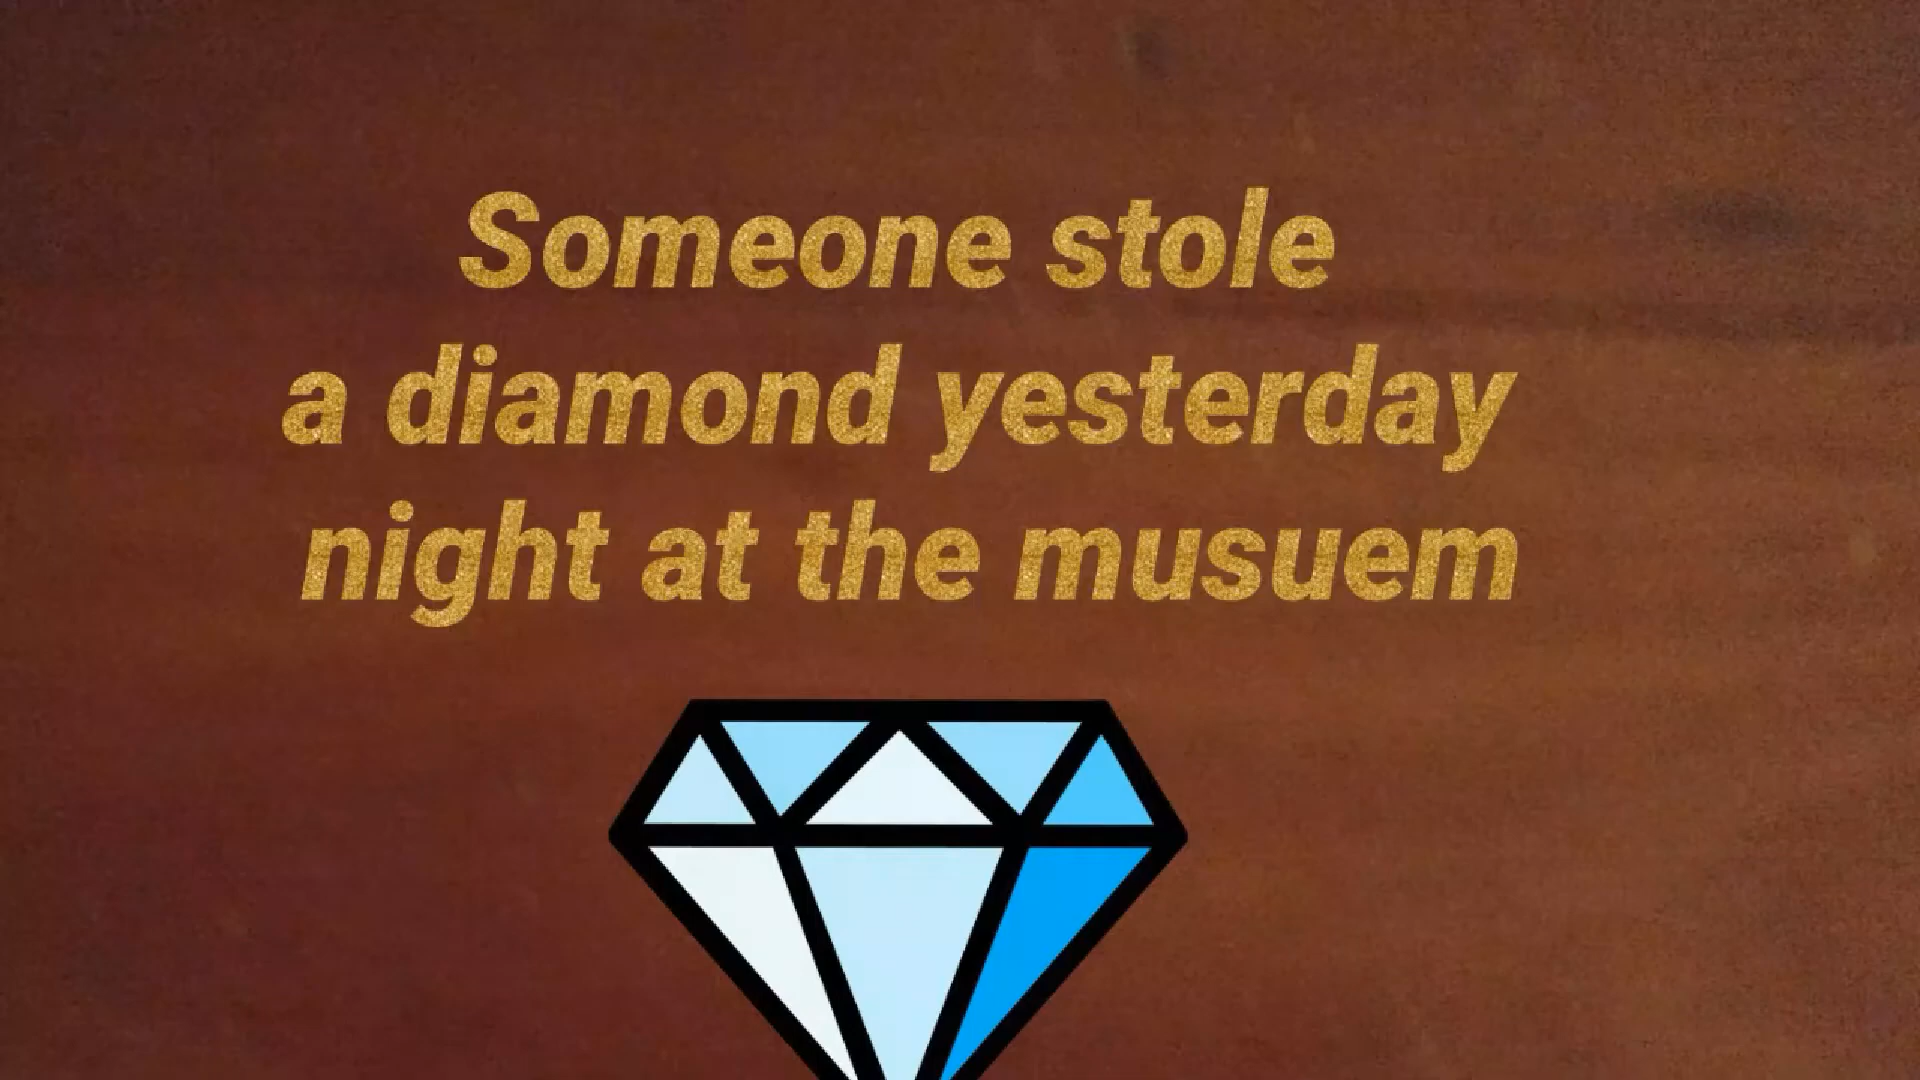 Someone stole
a diamond yesterday
night at the musuem